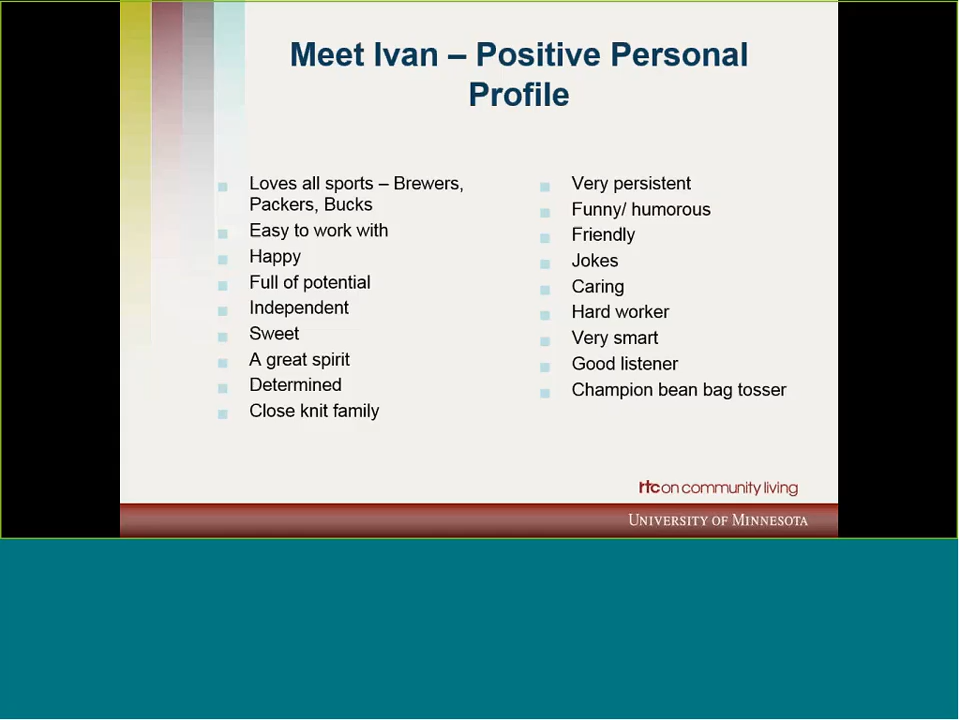 Meet Ivan – Positive Personal
Profile
Loves all sports – Brewers,
Packers, Bucks
Easy to work with
Happy
Full of potential
Independent
Sweet
A great spirit
Determined
Close knit family
Very persistent
Funny/ humorous
Friendly
Jokes
Caring
Hard worker
Very smart
Good listener
Champion bean bag tosser
rtc on community living
UNIVERSITY OF MINNESOTA